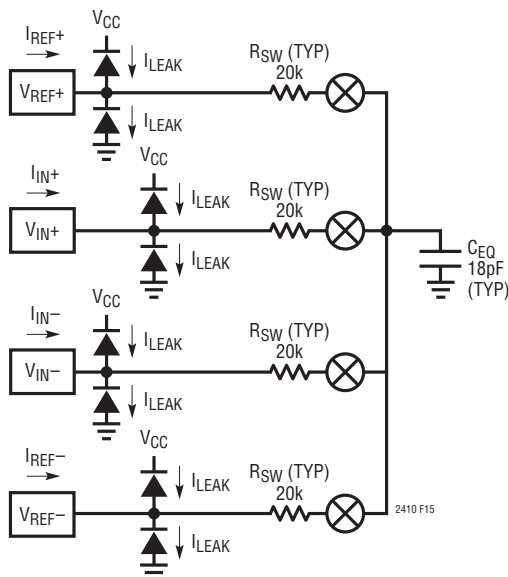 VCC
IREF+
ILEAK
RSW (TYP)
20k
VREF+
ILEAK
VCC
IIN+
ILEAK
RSW (TYP)
20k
VIN+
ILEAK
CEQ
18pF
(TYP)
VCC
IIN−
ILEAK
RSW (TYP)
20k
VIN−
ILEAK
VCC
IREF−
ILEAK
RSW (TYP)
20k
VREF−
ILEAK
2410 F15